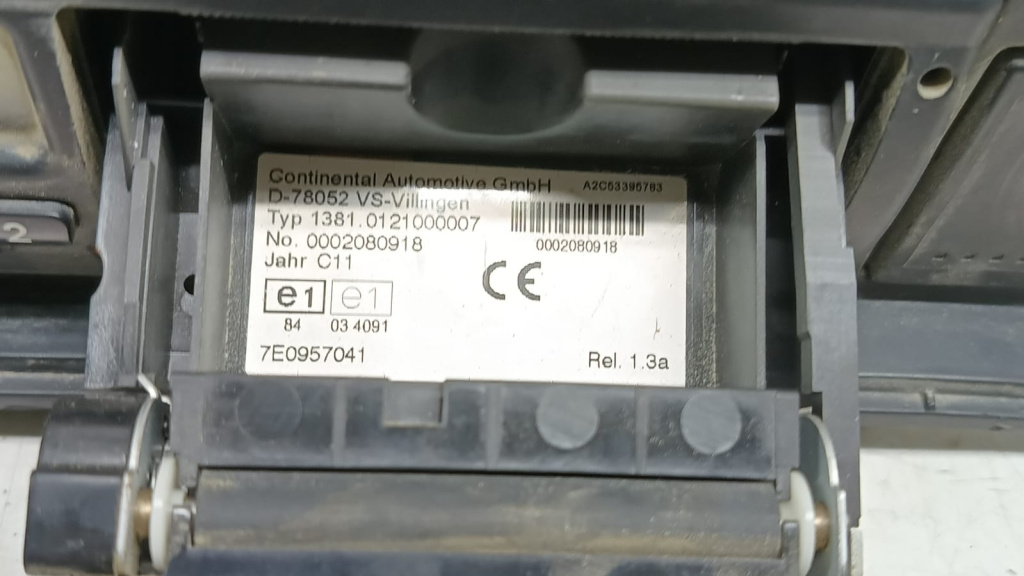 Continental Automotive GmbH A2C53395783
D-78052 VS-Villingen
Typ 1381.0121000007
No. 0002080918 0002080918
Jahr C11
CE
e1 e1
84 03 4091
7E0957041 Rel. 1.3a
2